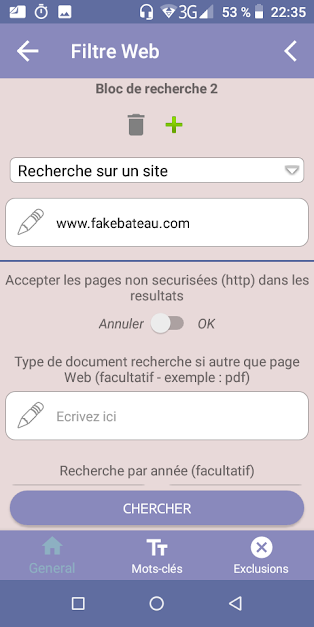 3G 53 % 22:35
Filtre Web
Bloc de recherche 2
Recherche sur un site
www.fakebateau.com
Accepter les pages non securisées (http) dans les
resultats
Annuler OK
Type de document recherche si autre que page
Web (facultatif - exemple : pdf)
Ecrivez ici
Recherche par année (facultatif)
CHERCHER
General Mots-clés Exclusions